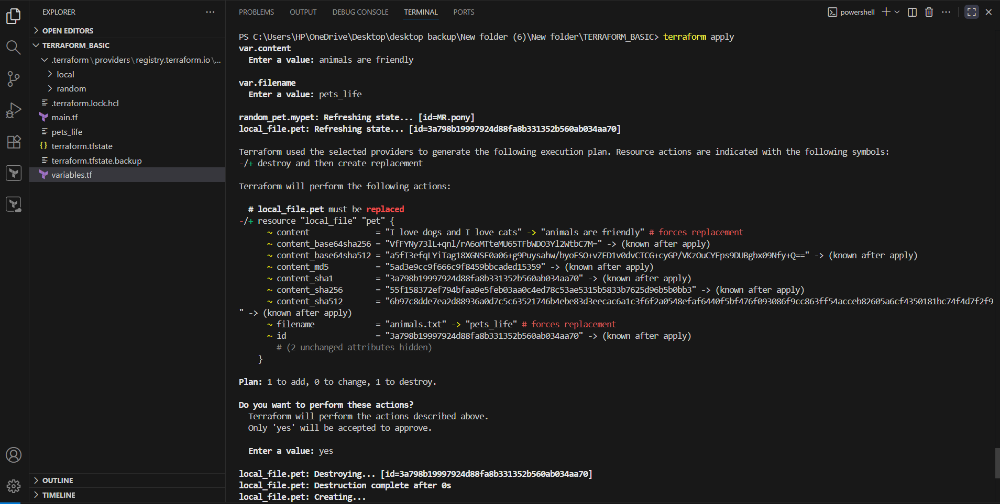 EXPLORER
OPEN EDITORS
TERRAFORM_BASIC
.terraform\providers\registry.terraform.io\...
local
random
.terraform.lock.hcl
main.tf
pets_life
terraform.tfstate
terraform.tfstate.backup
variables.tf
OUTLINE
TIMELINE
PROBLEMS OUTPUT DEBUG CONSOLE TERMINAL PORTS
powershell
PS C:\Users\HP\OneDrive\Desktop\desktop backup\New folder (6)\New folder\TERRAFORM_BASIC> terraform apply
var.content
Enter a value: animals are friendly
var.filename
Enter a value: pets_life
random_pet.mypet: Refreshing state... [id=MR.pony]
local_file.pet: Refreshing state... [id=3a798b19997924d88fa8b331352b560ab034aa70]
Terraform used the selected providers to generate the following execution plan. Resource actions are indicated with the following symbols:
-/+ destroy and then create replacement
Terraform will perform the following actions:
# local_file.pet must be replaced
-/+ resource "local_file" "pet" {
~ content = "I love dogs and I love cats" -> "animals are friendly" # forces replacement
~ content_base64sha256 = "VfFYNy73lL+qnl/rA6oMTteMU65TFbWDO3Yl2WtbC7M=" -> (known after apply)
~ content_base64sha512 = "a5fI3efqLYiTag18XGNSF0a06+g9Puysahw/byoFSO+vZED1v0dvCTCG+cyGP/VKzOuCYFps9DUBgbx09Nfy+Q==" -> (known after apply)
~ content_md5 = "5ad3e9cc9f666c9f8459bbcaded15359" -> (known after apply)
~ content_sha1 = "3a798b19997924d88fa8b331352b560ab034aa70" -> (known after apply)
~ content_sha256 = "55f158372ef794bfaa9e5feb03aa0c4ed78c53ae5315b5833b7625d96b5b0bb3" -> (known after apply)
~ content_sha512 = "6b97c8dde7ea2d88936a0d7c5c63521746b4ebe83d3eecac6a1c3f6f2a0548efaf6440f5bf476f093086f9cc863ff54acceb82605a6cf4350181bc74f4d7f2f9
" -> (known after apply)
~ filename = "animals.txt" -> "pets_life" # forces replacement
~ id = "3a798b19997924d88fa8b331352b560ab034aa70" -> (known after apply)
# (2 unchanged attributes hidden)
}
Plan: 1 to add, 0 to change, 1 to destroy.
Do you want to perform these actions?
Terraform will perform the actions described above.
Only 'yes' will be accepted to approve.
Enter a value: yes
local_file.pet: Destroying... [id=3a798b19997924d88fa8b331352b560ab034aa70]
local_file.pet: Destruction complete after 0s
local_file.pet: Creating...